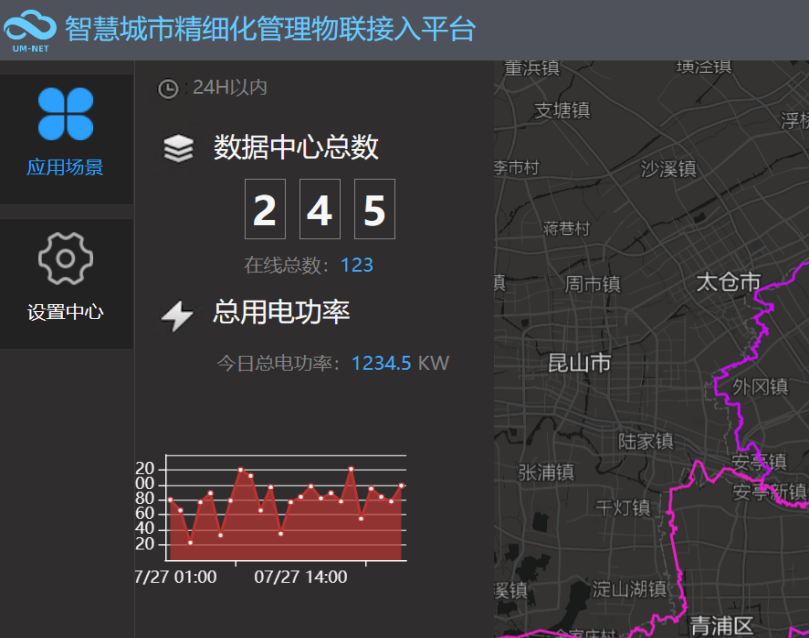 智慧城市精细化管理物联接入平台
UM-NET
应用场景
设置中心
24H以内
数据中心总数
2 4 5
在线总数：123
总用电功率
今日总电功率：1234.5 KW
20
00
80
60
40
20
7/27 01:00
07/27 14:00
董浜镇
璜泾镇
支塘镇
浮桥
李市村
沙溪镇
蒋巷村
镇
周市镇
太仓市
昆山市
外冈镇
陆家镇
安亭镇
张浦镇
安亭新镇
千灯镇
溪镇
淀山湖镇
青浦区